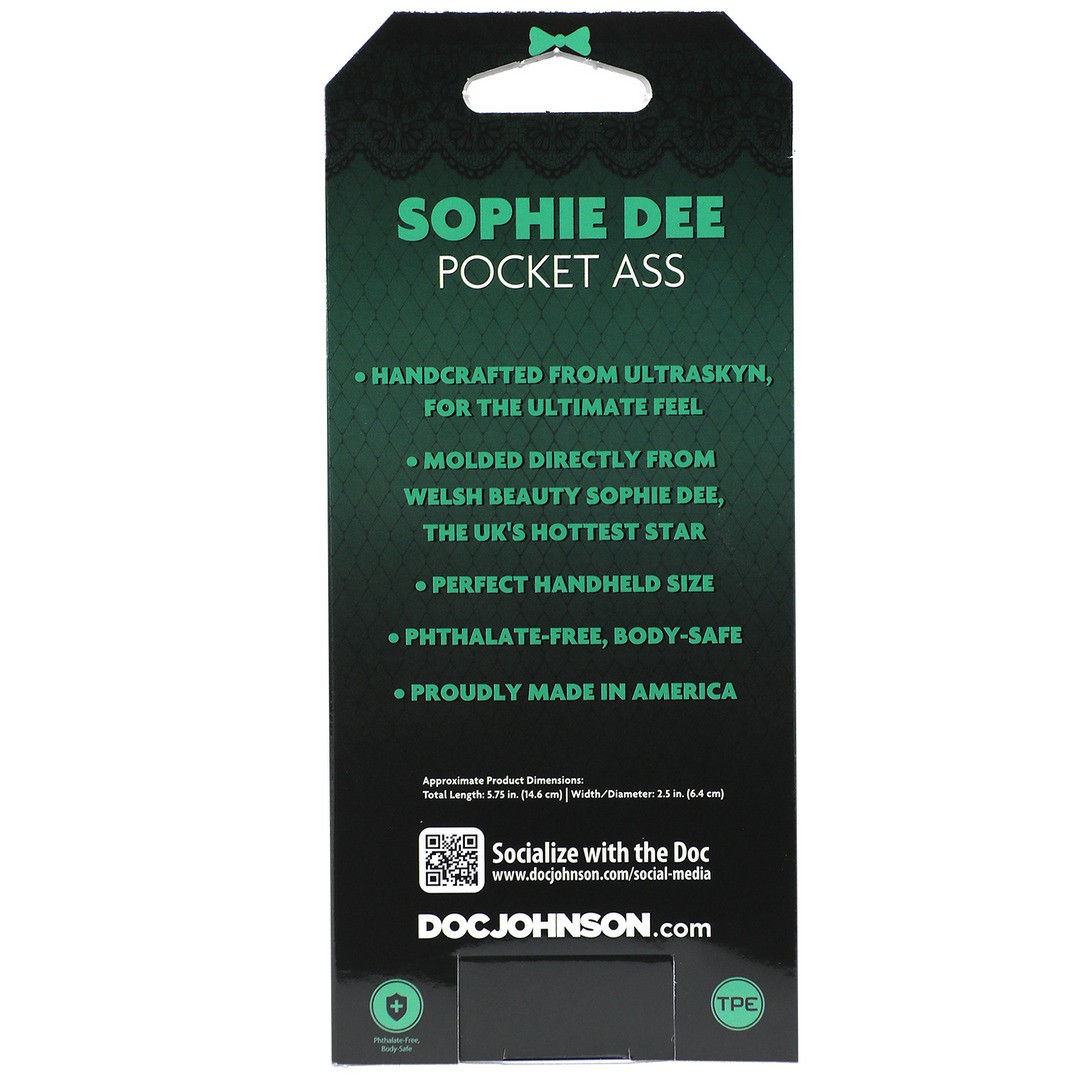 SOPHIE DEE
POCKET ASS
• HANDCRAFTED FROM ULTRASKYN,
FOR THE ULTIMATE FEEL
• MOLDED DIRECTLY FROM
WELSH BEAUTY SOPHIE DEE,
THE UK'S HOTTEST STAR
• PERFECT HANDHELD SIZE
• PHTHALATE-FREE, BODY-SAFE
• PROUDLY MADE IN AMERICA
Approximate Product Dimensions:
Total Length: 5.75 in. (14.6 cm) | Width/Diameter: 2.5 in. (6.4 cm)
Socialize with the Doc
www.docjohnson.com/social-media
DOCJOHNSON.com
Phthalate-Free,
Body-Safe
TPE